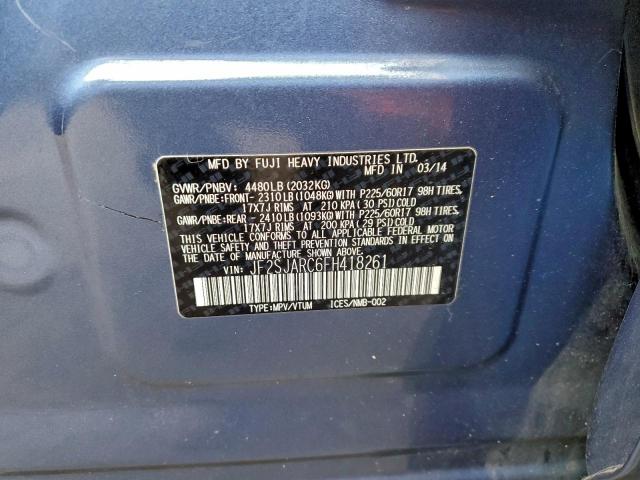 MFD BY FUJI HEAVY INDUSTRIES LTD.
MFD IN 03/14
GVWR/PNBV: 4480LB(2032KG)
GAWR/PNBE:FRONT- 2310LB(1048KG)WITH P225/60R17 98H TIRES,
17X7J RIMS AT 210 KPA(30 PSI)COLD
GAWR/PNBE:REAR - 2410LB(1093KG)WITH P225/60R17 98H TIRES,
17X7J RIMS AT 200 KPA(29 PSI)COLD
THIS VEHICLE CONFORMS TO ALL APPLICABLE FEDERAL MOTOR
VEHICLE SAFETY AND THEFT PREVENTION STANDARDS IN EFFECT ON
THE DATE OF MANUFACTURE SHOWN ABOVE.
VIN: JF2SJARC6FH418261
TYPE:MPV/VTUM ICES/NMB-002